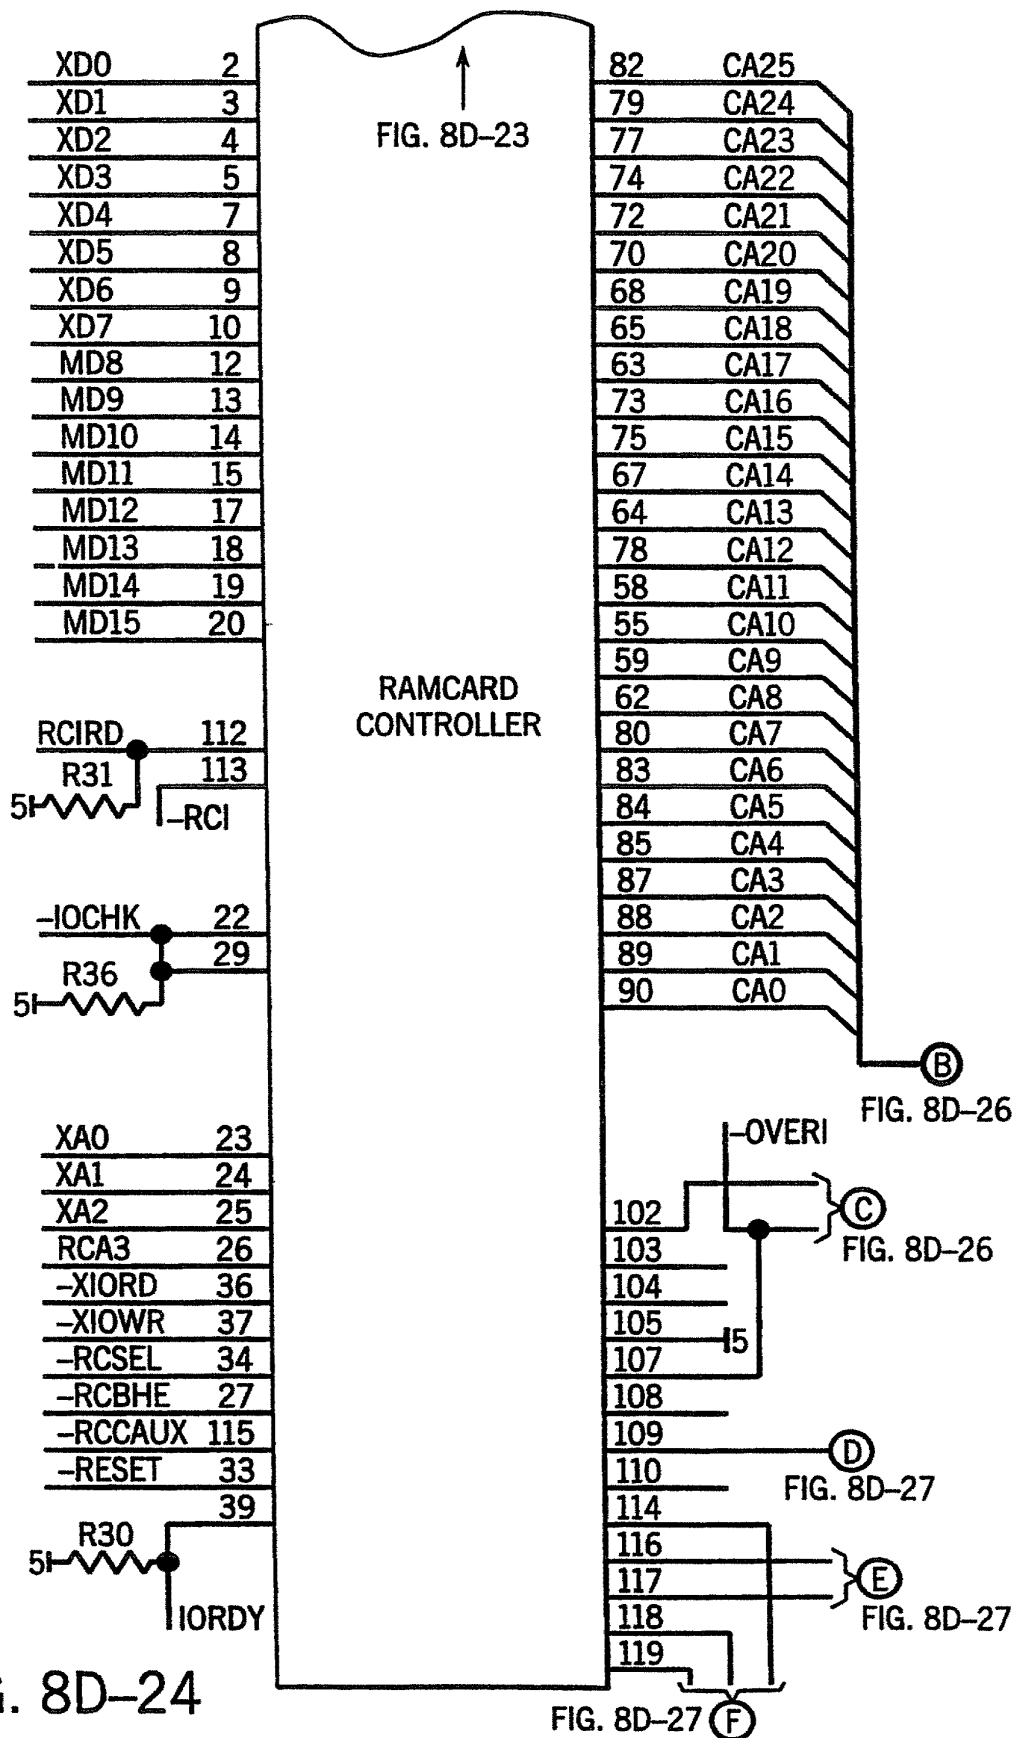 XD0 2
XD1 3
XD2 4
XD3 5
XD4 7
XD5 8
XD6 9
XD7 10
MD8 12
MD9 13
MD10 14
MD11 15
MD12 17
MD13 18
MD14 19
MD15 20
RCIRD 112
R31 113
5 –RCI
–IOCHK 22
29
R36
5
XA0 23
XA1 24
XA2 25
RCA3 26
–XIORD 36
–XIOWR 37
–RCSEL 34
–RCBHE 27
–RCCAUX 115
–RESET 33
39
R30
5
IORDY
FIG. 8D–23
RAMCARD
CONTROLLER
82 CA25
79 CA24
77 CA23
74 CA22
72 CA21
70 CA20
68 CA19
65 CA18
63 CA17
73 CA16
75 CA15
67 CA14
64 CA13
78 CA12
58 CA11
55 CA10
59 CA9
62 CA8
80 CA7
83 CA6
84 CA5
85 CA4
87 CA3
88 CA2
89 CA1
90 CA0
B
FIG. 8D–26
–OVERI
102 C
FIG. 8D–26
103
104
105 5
107
108
109 D
FIG. 8D–27
110
114
116
117 E
FIG. 8D–27
118
119
FIG. 8D–27 F
G. 8D–24